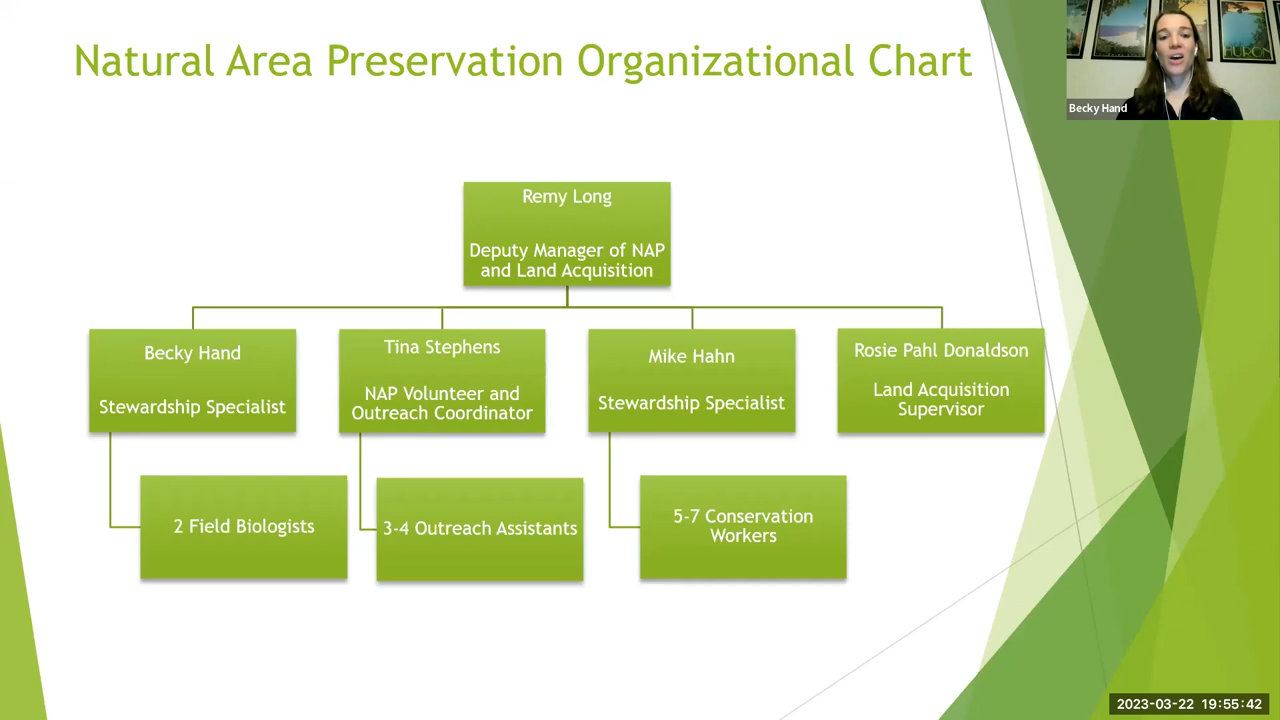 Natural Area Preservation Organizational Chart
HURON
Becky Hand
Remy Long
Deputy Manager of NAP
and Land Acquisition
Becky Hand
Stewardship Specialist
Tina Stephens
NAP Volunteer and
Outreach Coordinator
Mike Hahn
Stewardship Specialist
Rosie Pahl Donaldson
Land Acquisition
Supervisor
2 Field Biologists
3-4 Outreach Assistants
5-7 Conservation
Workers
2023-03-22 19:55:42